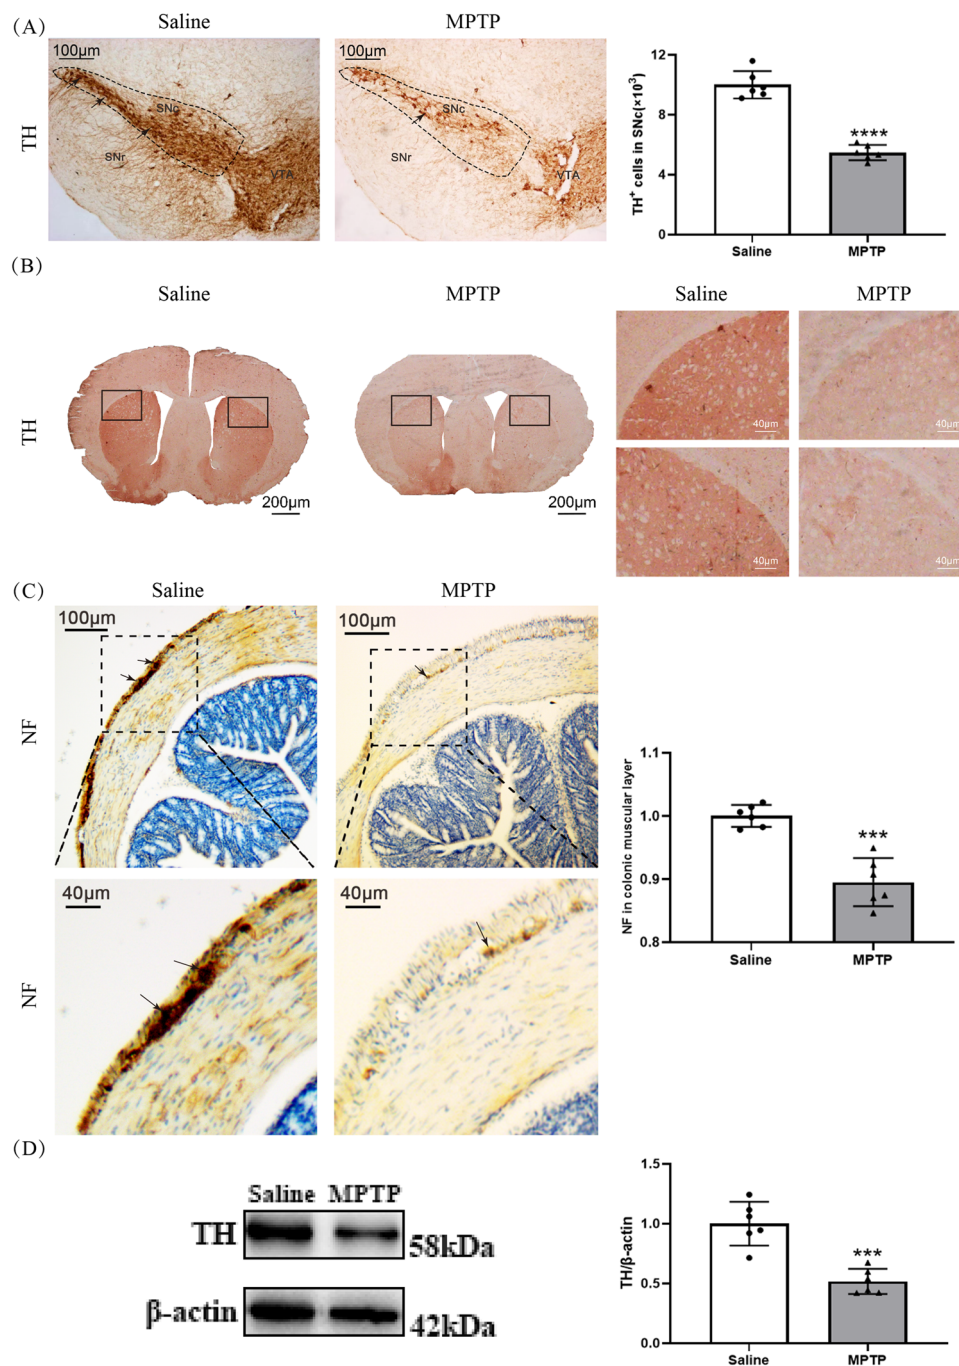 (A)
Saline
MPTP
TH
100μm
SNc
SNr
VTA
100μm
SNc
SNr
VTA
TH⁺ cells in SNc(×10³)
12
8
4
0
****
Saline
MPTP
(B)
Saline
MPTP
Saline
MPTP
TH
200μm
200μm
40μm
40μm
40μm
40μm
(C)
Saline
MPTP
NF
100μm
100μm
NF
40μm
40μm
NF in colonic muscular layer
1.1
1.0
0.9
0.8
***
Saline
MPTP
(D)
Saline MPTP
TH
58kDa
β-actin
42kDa
TH/β-actin
1.5
1.0
0.5
0.0
***
Saline
MPTP